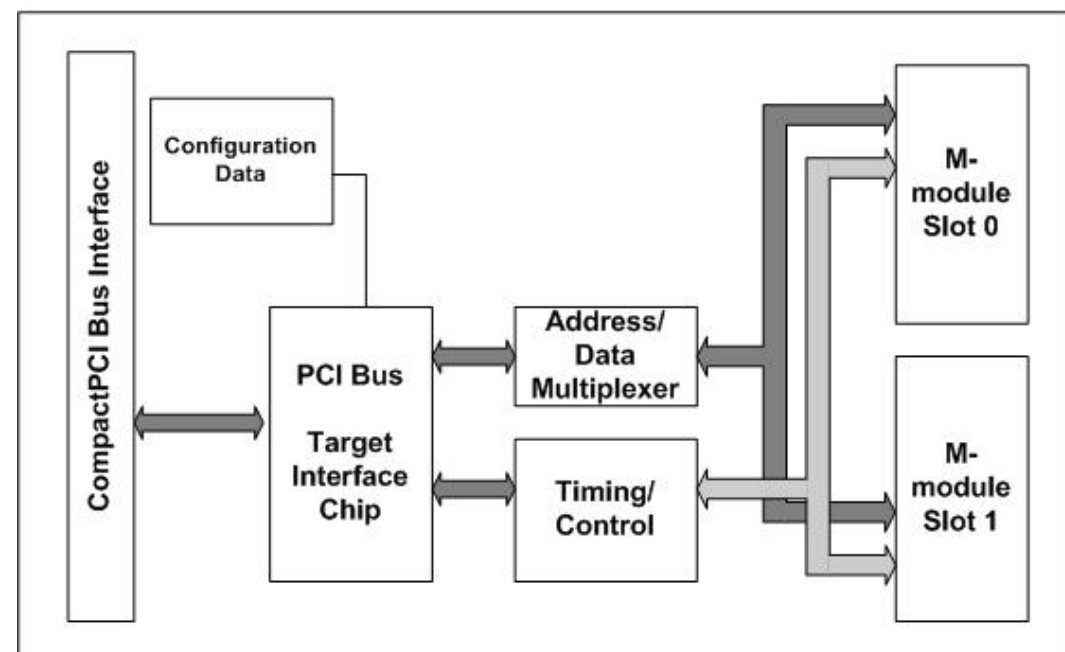 CompactPCI Bus Interface
Configuration
Data
PCI Bus
Target
Interface
Chip
Address/
Data
Multiplexer
Timing/
Control
M-
module
Slot 0
M-
module
Slot 1